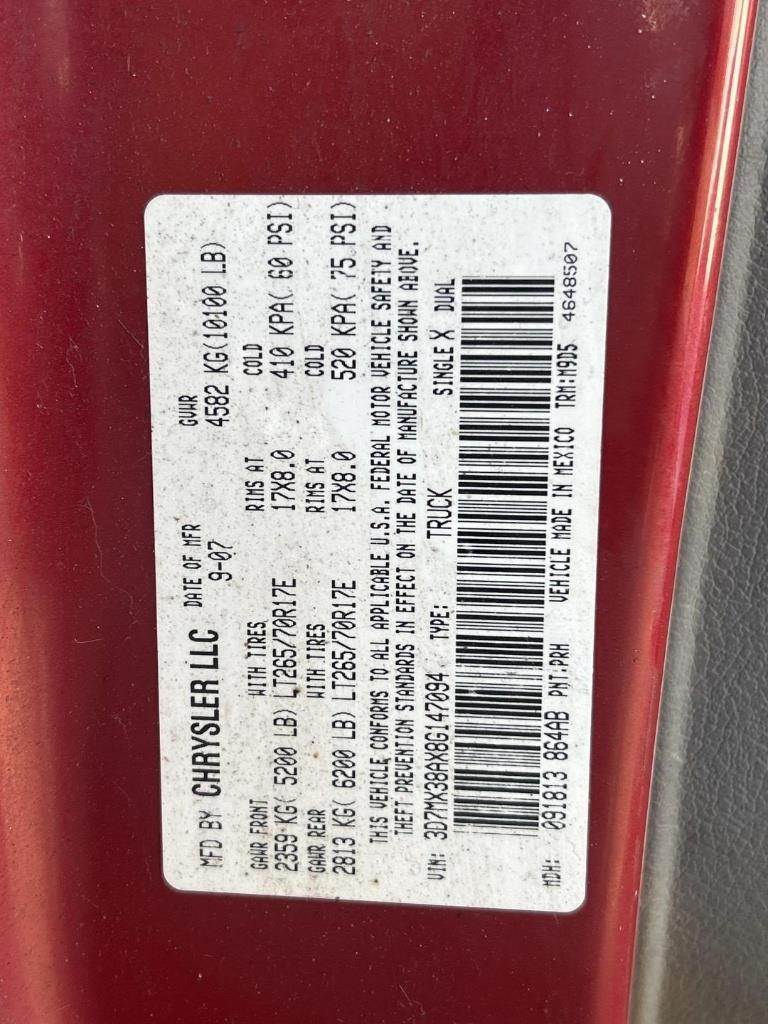 MFD BY CHRYSLER LLC DATE OF MFR GVWR
9-07 4582 KG(10100 LB)
GAWR FRONT WITH TIRES RIMS AT COLD
2359 KG( 5200 LB) LT265/70R17E 17X8.0 410 KPA( 60 PSI)
GAWR REAR WITH TIRES RIMS AT COLD
2813 KG( 6200 LB) LT265/70R17E 17X8.0 520 KPA( 75 PSI)
THIS VEHICLE CONFORMS TO ALL APPLICABLE U.S.A. FEDERAL MOTOR VEHICLE SAFETY AND
THEFT PREVENTION STANDARDS IN EFFECT ON THE DATE OF MANUFACTURE SHOWN ABOVE.
VIN: 3D7MX38AX8G147094 TYPE: TRUCK SINGLE X DUAL
MDH: 091813 864AB PNT:PRH VEHICLE MADE IN MEXICO TRM:M9D5 4648507